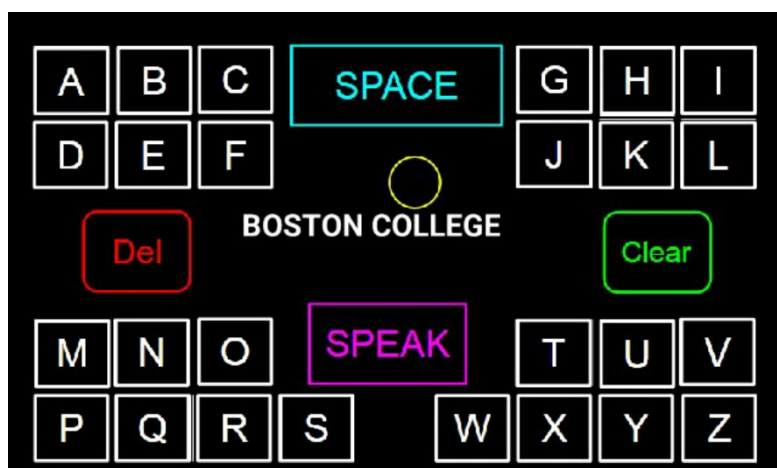 A B C SPACE G H I
D E F J K L
BOSTON COLLEGE
Del Clear
M N O SPEAK T U V
P Q R S W X Y Z